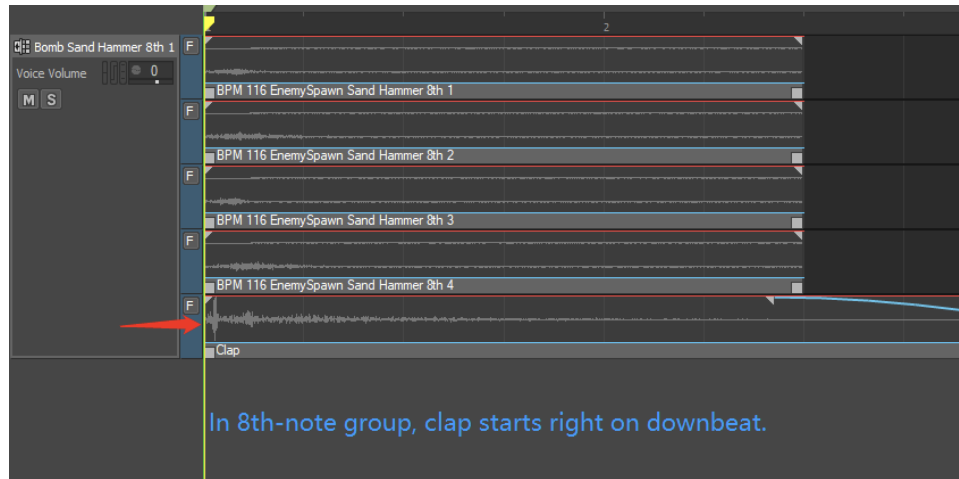 2
Bomb Sand Hammer 8th 1
F
Voice Volume
0
M S
BPM 116 EnemySpawn Sand Hammer 8th 1
F
BPM 116 EnemySpawn Sand Hammer 8th 2
F
BPM 116 EnemySpawn Sand Hammer 8th 3
F
BPM 116 EnemySpawn Sand Hammer 8th 4
F
Clap
In 8th-note group, clap starts right on downbeat.